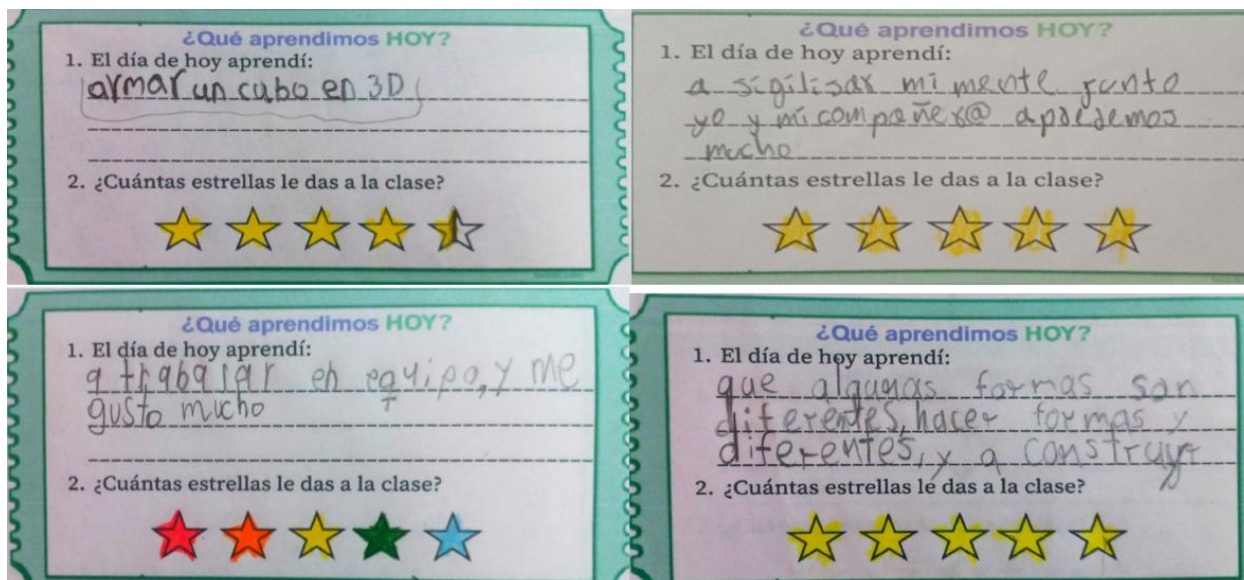 ¿Qué aprendimos HOY?
1. El día de hoy aprendí:
armar un cubo en 3D
2. ¿Cuántas estrellas le das a la clase?
¿Qué aprendimos HOY?
1. El día de hoy aprendí:
a sigilisar mi mente junto
yo y mi compañer@ apdedemos
mucho
2. ¿Cuántas estrellas le das a la clase?
¿Qué aprendimos HOY?
1. El día de hoy aprendí:
a trabajar en equipo, y me
gusto mucho
2. ¿Cuántas estrellas le das a la clase?
¿Qué aprendimos HOY?
1. El día de hoy aprendí:
que algunas formas son
diferentes, hacer formas y
diferentes, y a construyr
2. ¿Cuántas estrellas le das a la clase?